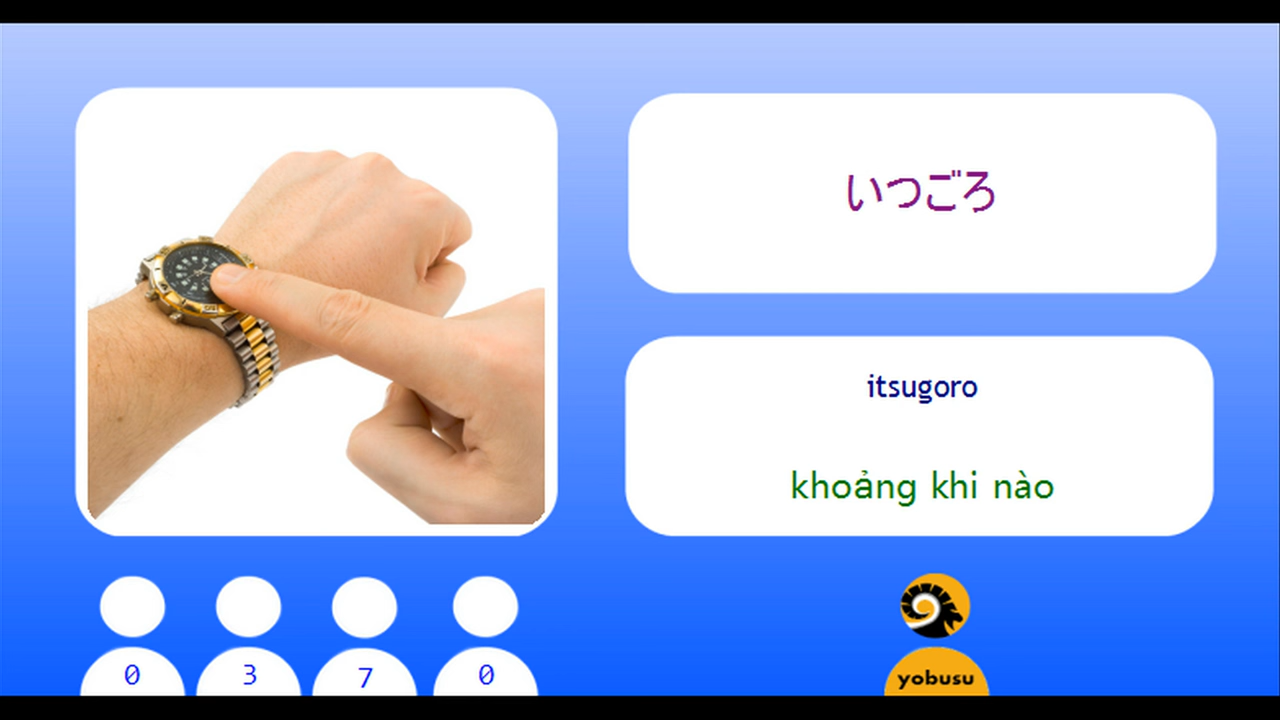 いつごろ
itsugoro
khoảng khi nào
0 3 7 0
yobusu